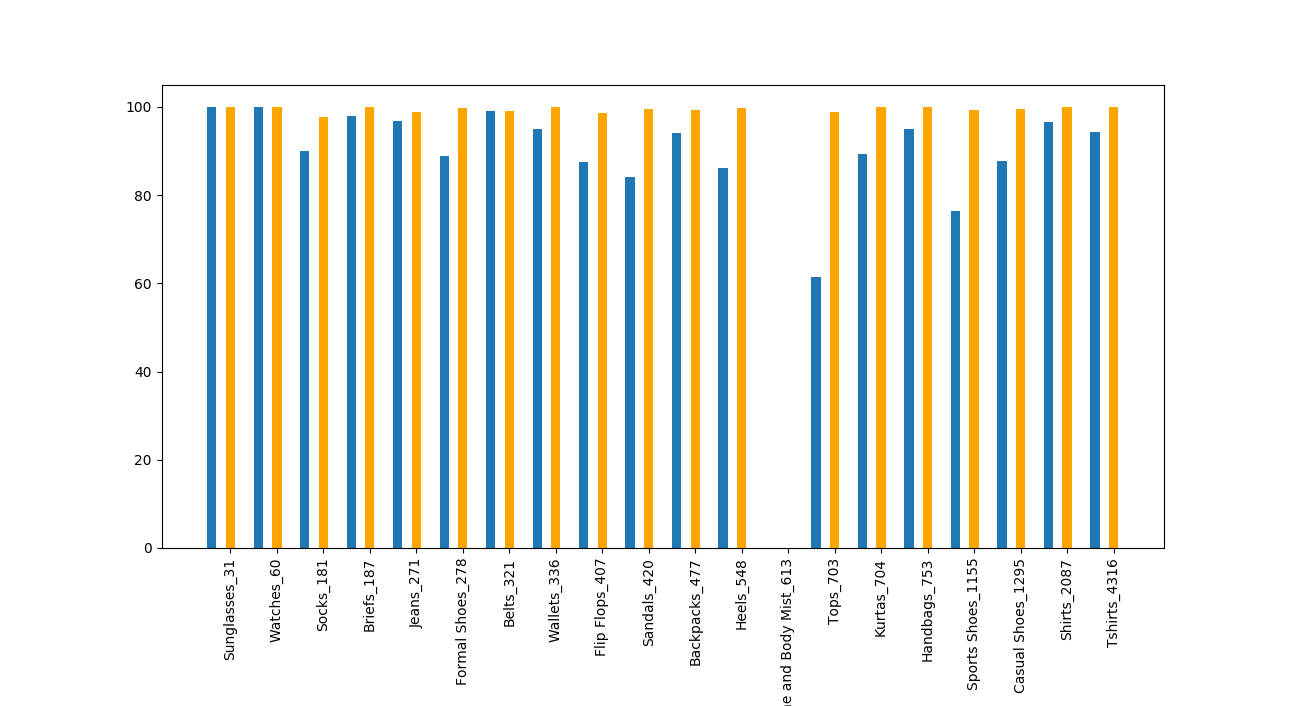 100
80
60
40
20
0
Sunglasses_31
Watches_60
Socks_181
Briefs_187
Jeans_271
Formal Shoes_278
Belts_321
Wallets_336
Flip Flops_407
Sandals_420
Backpacks_477
Heels_548
and Body Mist_613
Tops_703
Kurtas_704
Handbags_753
Sports Shoes_1155
Casual Shoes_1295
Shirts_2087
Tshirts_4316